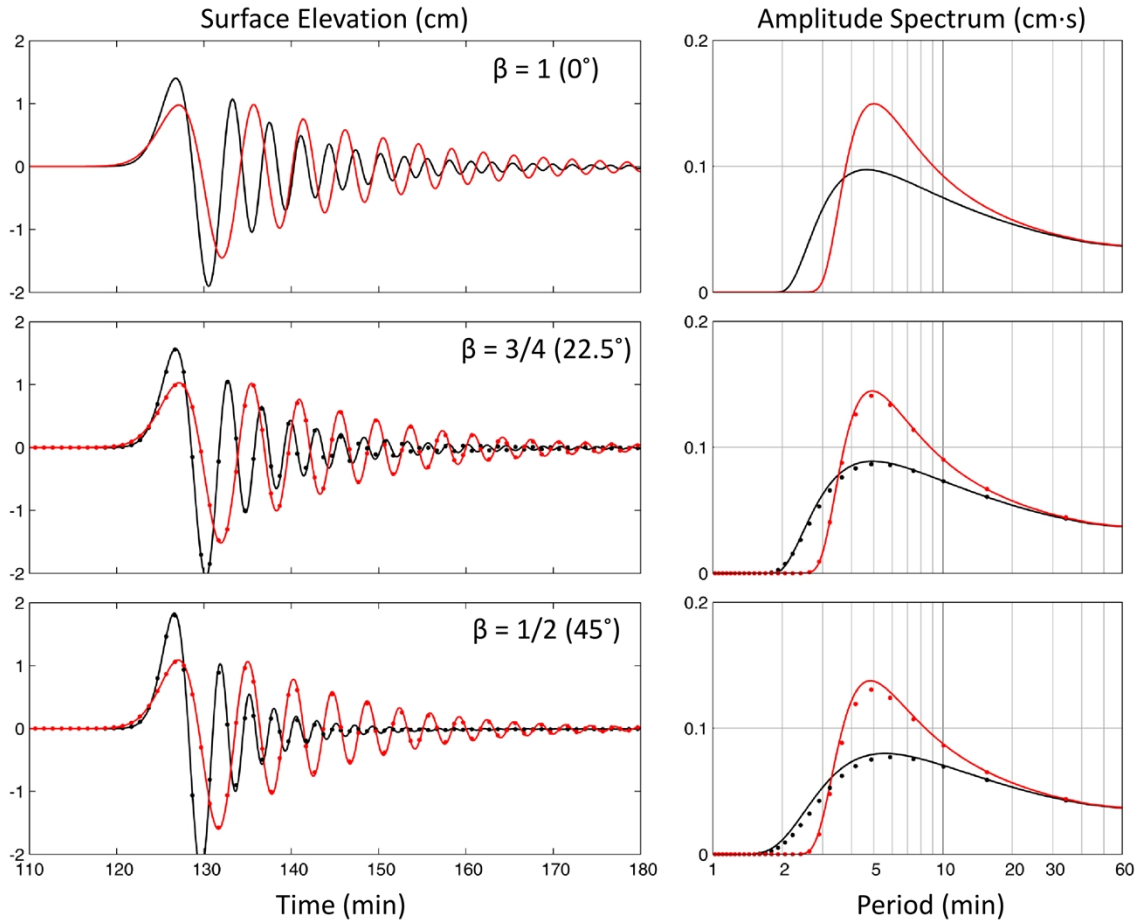 Surface Elevation (cm)
Amplitude Spectrum (cm·s)
2
1
0
-1
-2
β = 1 (0˚)
0.2
0.1
0
2
1
0
-1
-2
β = 3/4 (22.5˚)
0.2
0.1
0
2
1
0
-1
-2
β = 1/2 (45˚)
0.2
0.1
0
110 120 130 140 150 160 170 180
1 2 5 10 20 30 60
Time (min)
Period (min)